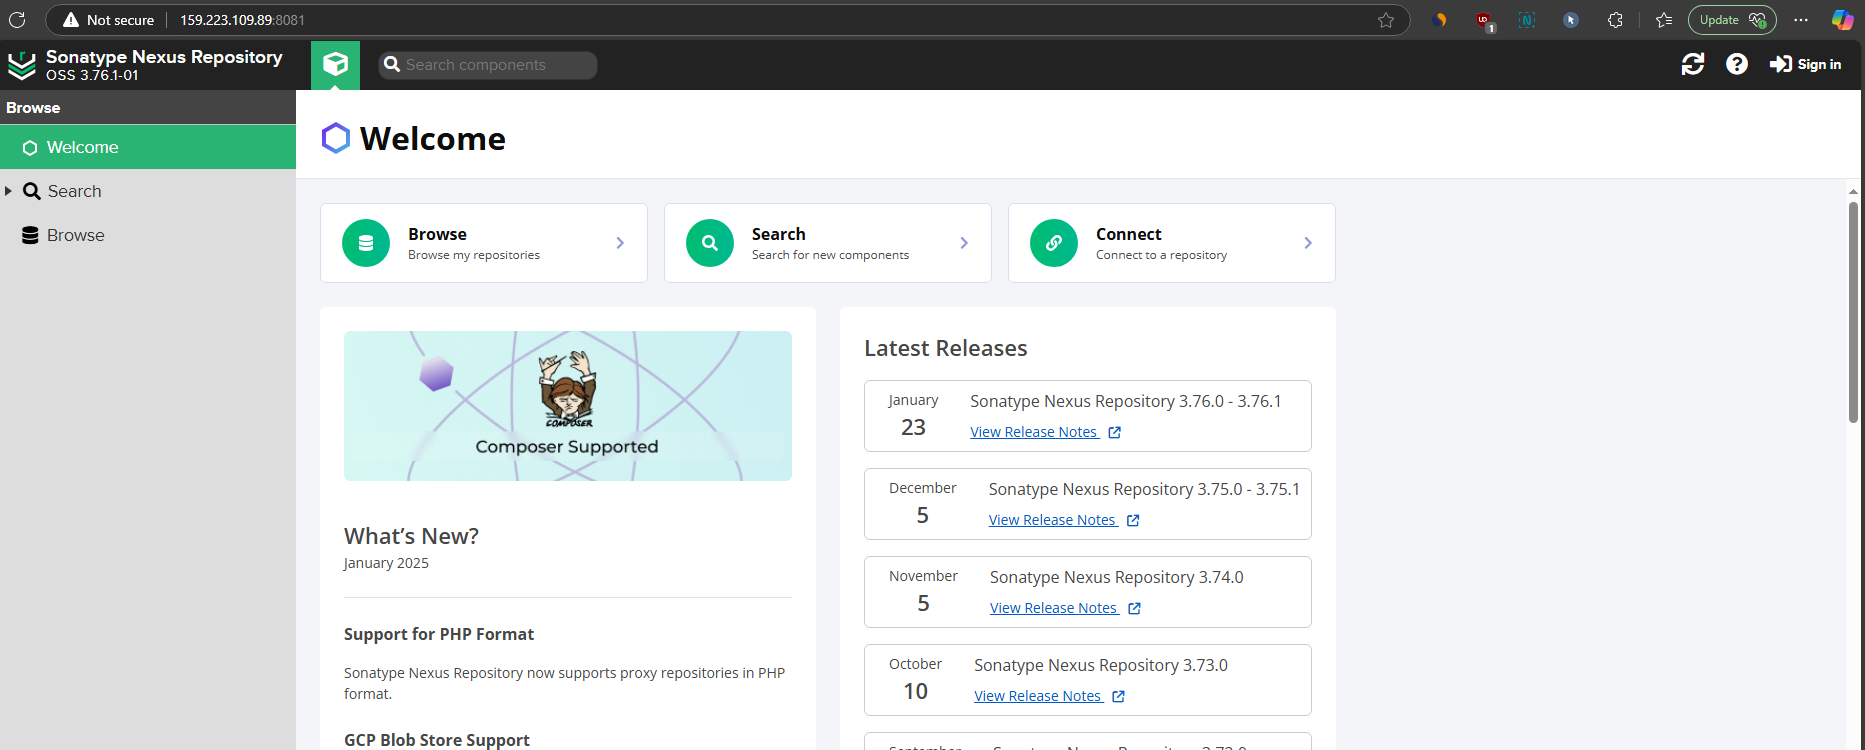 Not secure
159.223.109.89:8081
1
Update
Sonatype Nexus Repository
OSS 3.76.1-01
Search components
Sign in
Browse
Welcome
Search
Browse
Welcome
Browse
Browse my repositories
Search
Search for new components
Connect
Connect to a repository
COMPOSER
Composer Supported
What's New?
January 2025
Support for PHP Format
Sonatype Nexus Repository now supports proxy repositories in PHP
format.
GCP Blob Store Support
Latest Releases
January
23
Sonatype Nexus Repository 3.76.0 - 3.76.1
View Release Notes
December
5
Sonatype Nexus Repository 3.75.0 - 3.75.1
View Release Notes
November
5
Sonatype Nexus Repository 3.74.0
View Release Notes
October
10
Sonatype Nexus Repository 3.73.0
View Release Notes